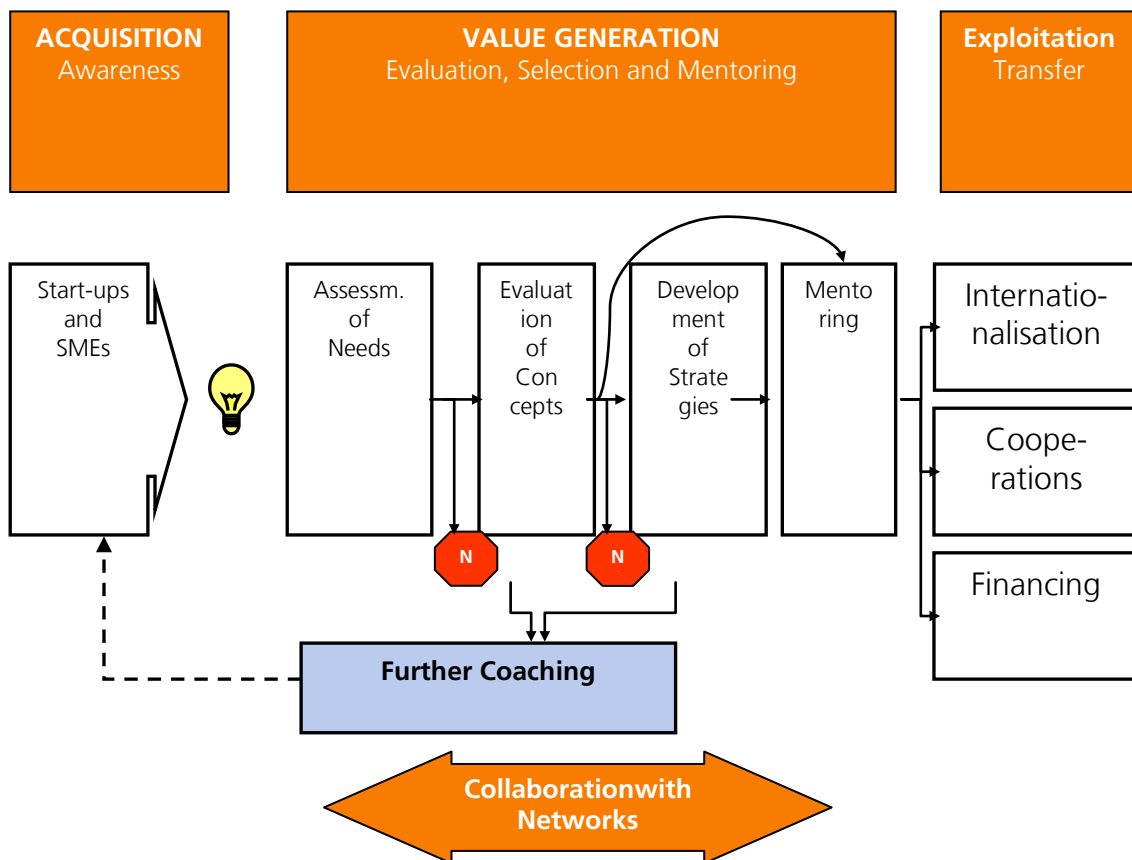 ACQUISITION
Awareness
VALUE GENERATION
Evaluation, Selection and Mentoring
Exploitation
Transfer
Start-ups
and
SMEs
Assessm.
of
Needs
Evaluat
ion
of
Con
cepts
Develop
ment
of
Strate
gies
Mento
ring
Internatio-
nalisation
Coope-
rations
Financing
N
N
Further Coaching
Collaborationwith
Networks